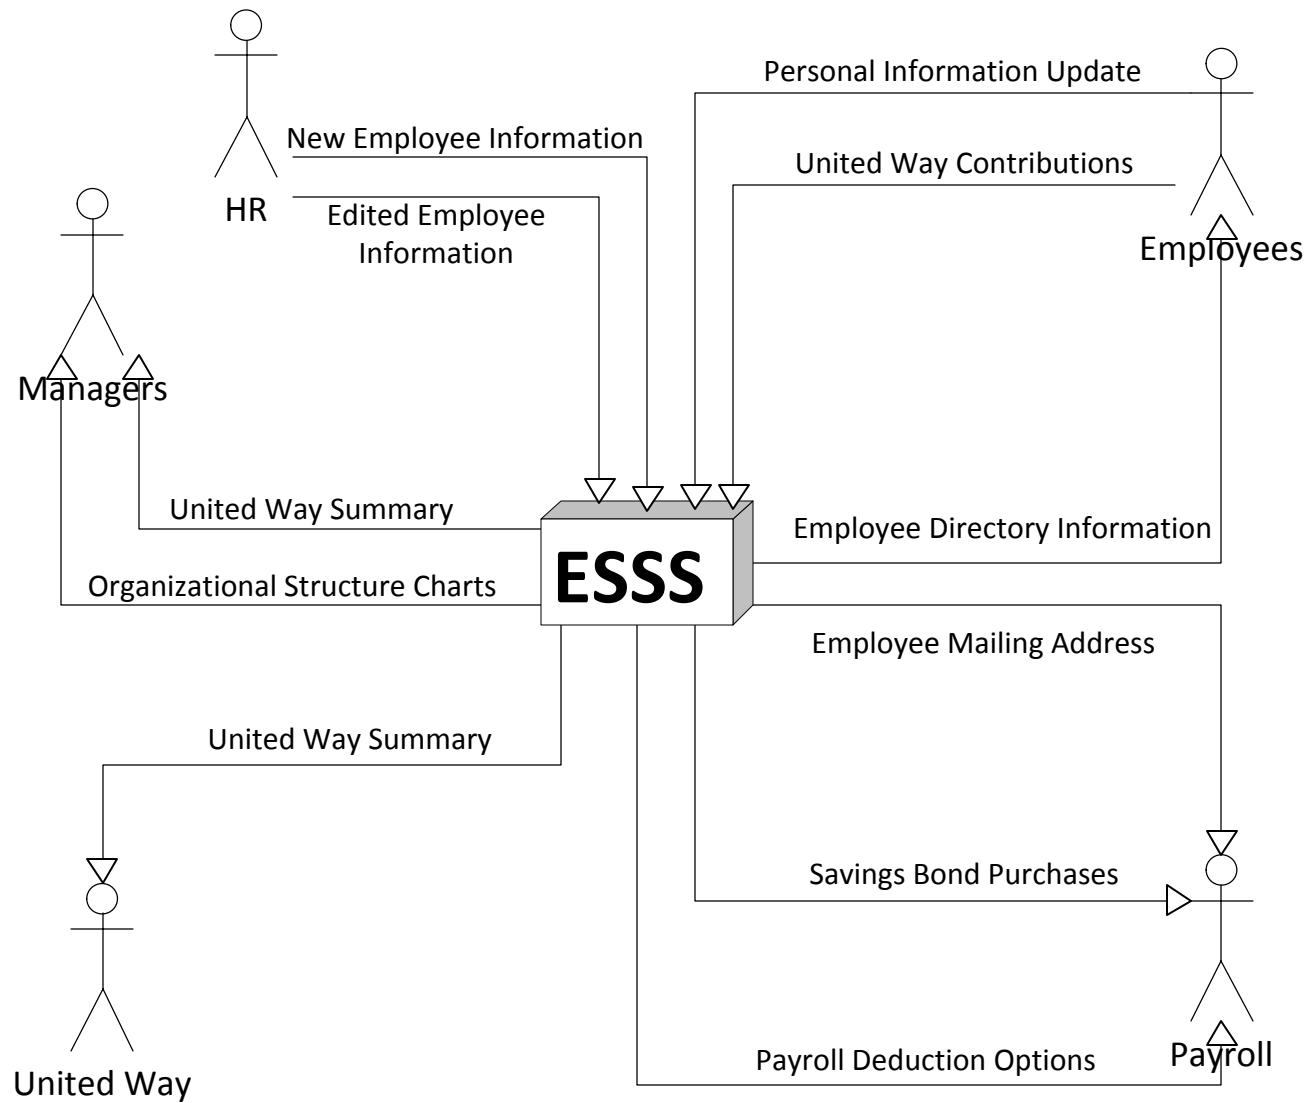 Personal Information Update
New Employee Information
United Way Contributions
HR
Edited Employee
Information
Employees
Managers
United Way Summary
Employee Directory Information
ESSS
Organizational Structure Charts
Employee Mailing Address
United Way Summary
Savings Bond Purchases
Payroll Deduction Options
Payroll
United Way